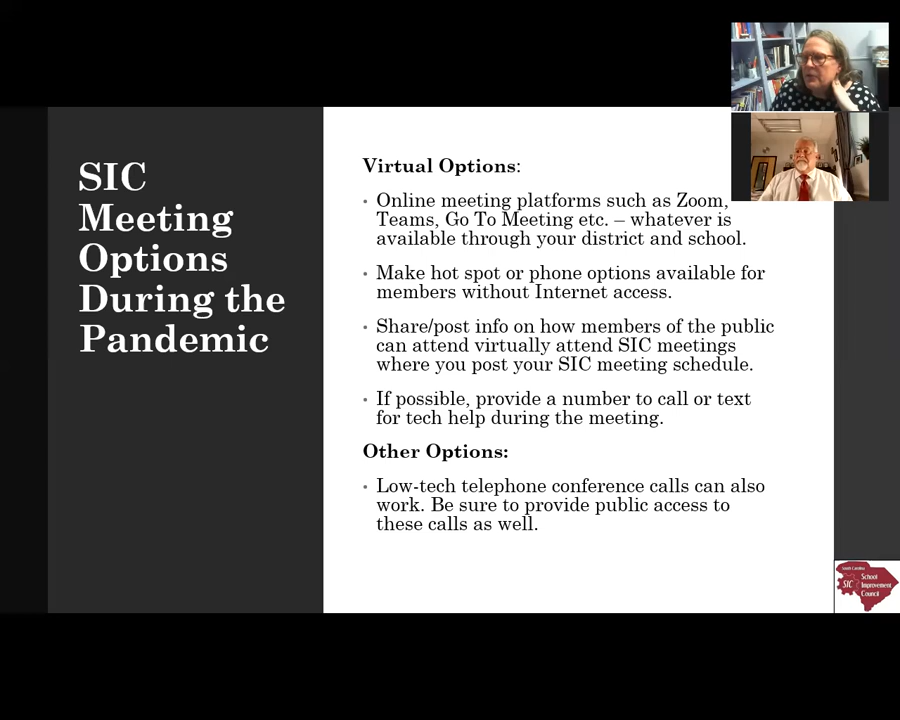 SIC
Meeting
Options
During the
Pandemic
Virtual Options:
• Online meeting platforms such as Zoom,
Teams, Go To Meeting etc. – whatever is
available through your district and school.
• Make hot spot or phone options available for
members without Internet access.
• Share/post info on how members of the public
can attend virtually attend SIC meetings
where you post your SIC meeting schedule.
• If possible, provide a number to call or text
for tech help during the meeting.
Other Options:
• Low-tech telephone conference calls can also
work. Be sure to provide public access to
these calls as well.
South Carolina
SIC
School
Improvement
Council